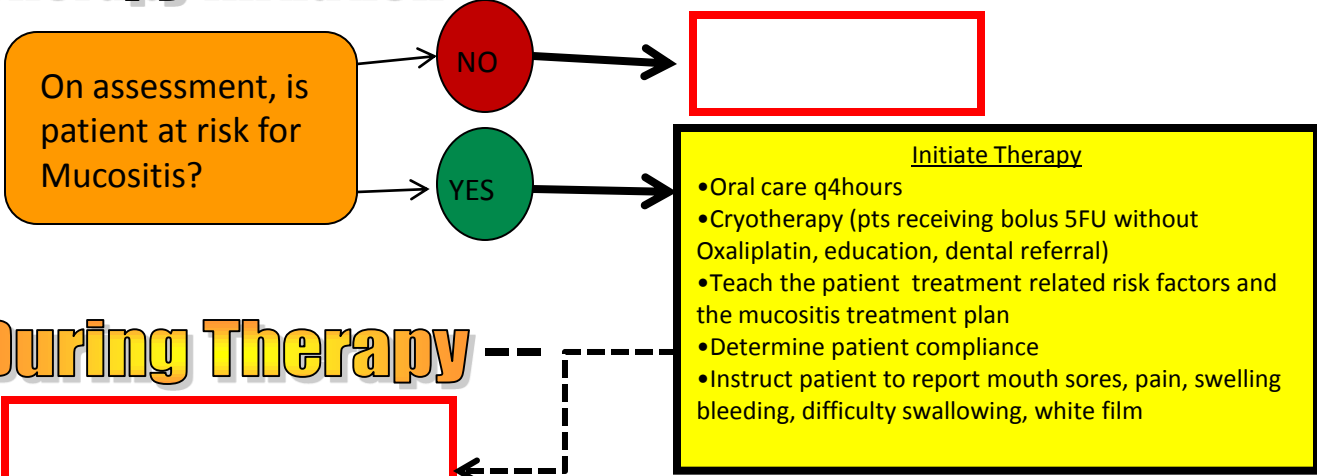 On assessment, is
patient at risk for
Mucositis?
NO
YES
Initiate Therapy
•Oral care q4hours
•Cryotherapy (pts receiving bolus 5FU without
Oxaliplatin, education, dental referral)
•Teach the patient  treatment related risk factors and
the mucositis treatment plan
•Determine patient compliance
•Instruct patient to report mouth sores, pain, swelling
bleeding, difficulty swallowing, white film
During Therapy